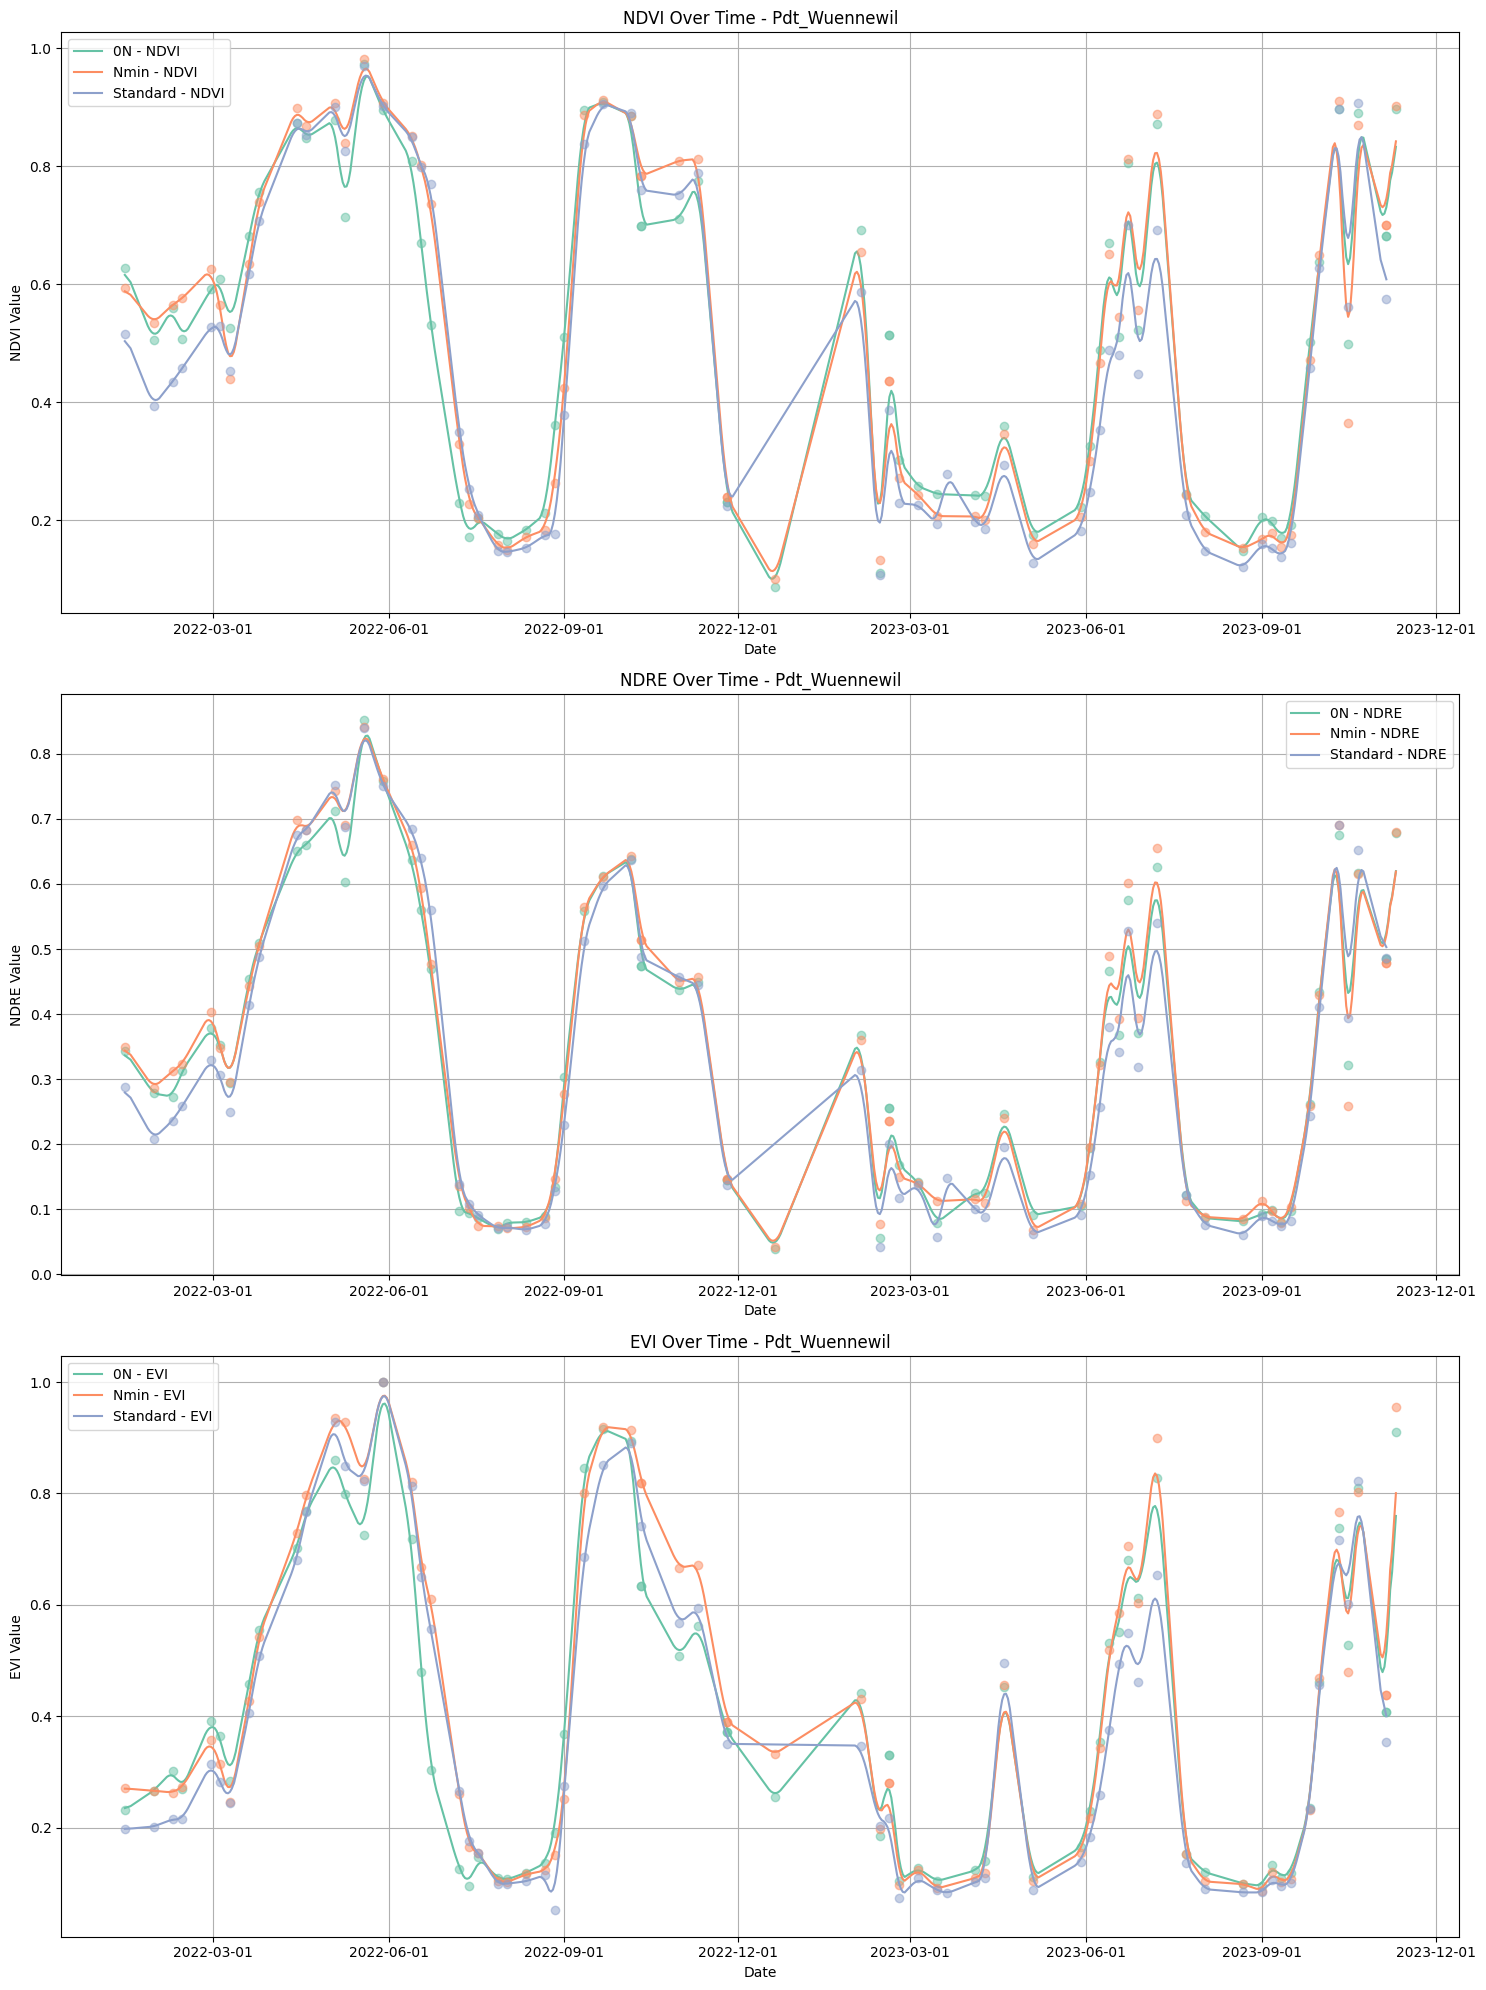 NDVI Over Time - Pdt_Wuennewil
0N - NDVI
Nmin - NDVI
Standard - NDVI
1.0
0.8
0.6
0.4
0.2
NDVI Value
2022-03-01 2022-06-01 2022-09-01 2022-12-01 2023-03-01 2023-06-01 2023-09-01 2023-12-01
Date
NDRE Over Time - Pdt_Wuennewil
0N - NDRE
Nmin - NDRE
Standard - NDRE
0.8
0.7
0.6
0.5
0.4
0.3
0.2
0.1
0.0
NDRE Value
2022-03-01 2022-06-01 2022-09-01 2022-12-01 2023-03-01 2023-06-01 2023-09-01 2023-12-01
Date
EVI Over Time - Pdt_Wuennewil
0N - EVI
Nmin - EVI
Standard - EVI
1.0
0.8
0.6
0.4
0.2
EVI Value
2022-03-01 2022-06-01 2022-09-01 2022-12-01 2023-03-01 2023-06-01 2023-09-01 2023-12-01
Date